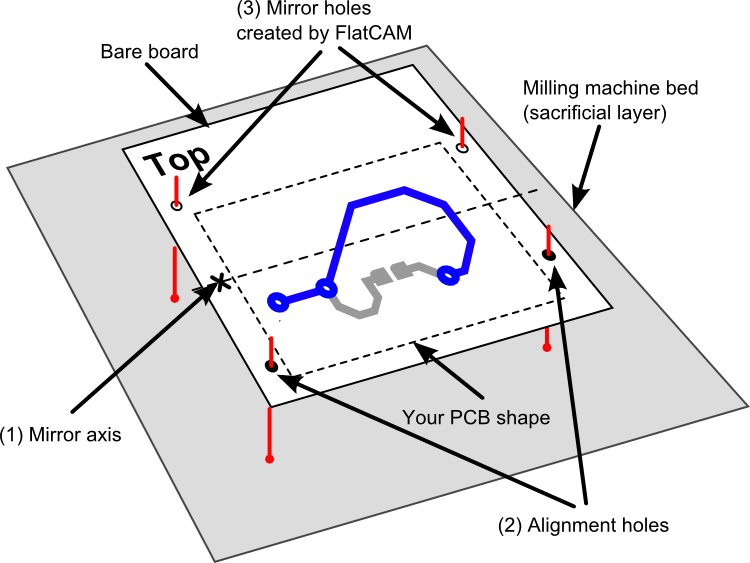 (3) Mirror holes
created by FlatCAM
Bare board
Milling machine bed
(sacrificial layer)
Top
(1) Mirror axis
Your PCB shape
(2) Alignment holes